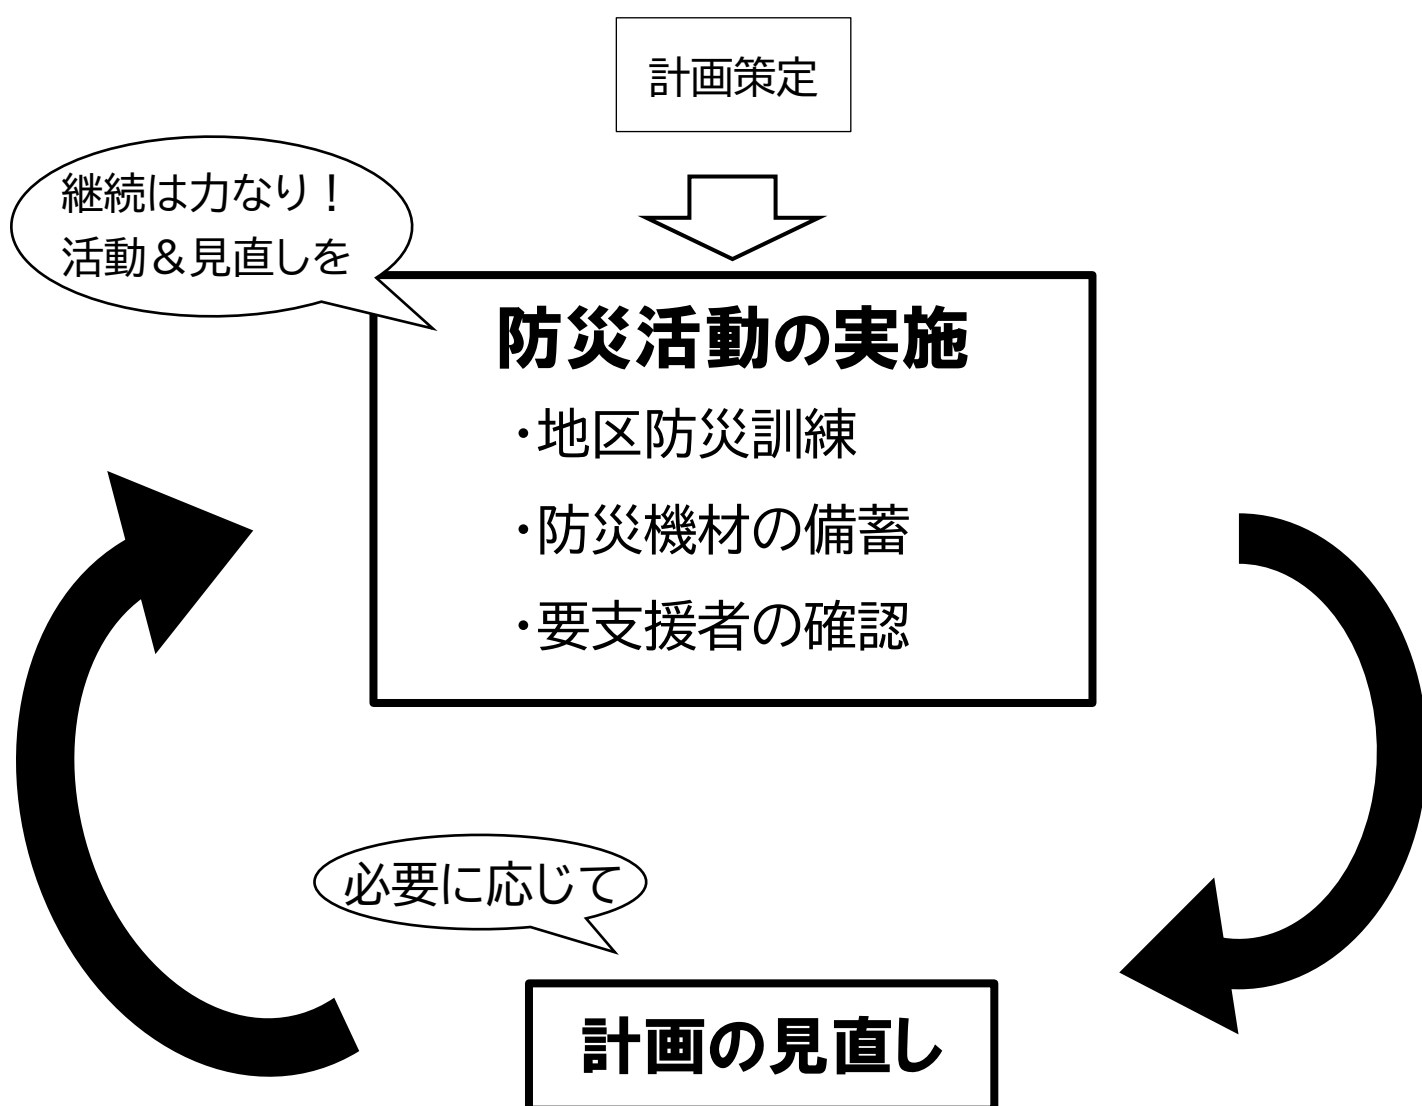 計画策定
継続は力なり！
活動＆見直しを
防災活動の実施
・地区防災訓練
・防災機材の備蓄
・要支援者の確認
必要に応じて
計画の見直し